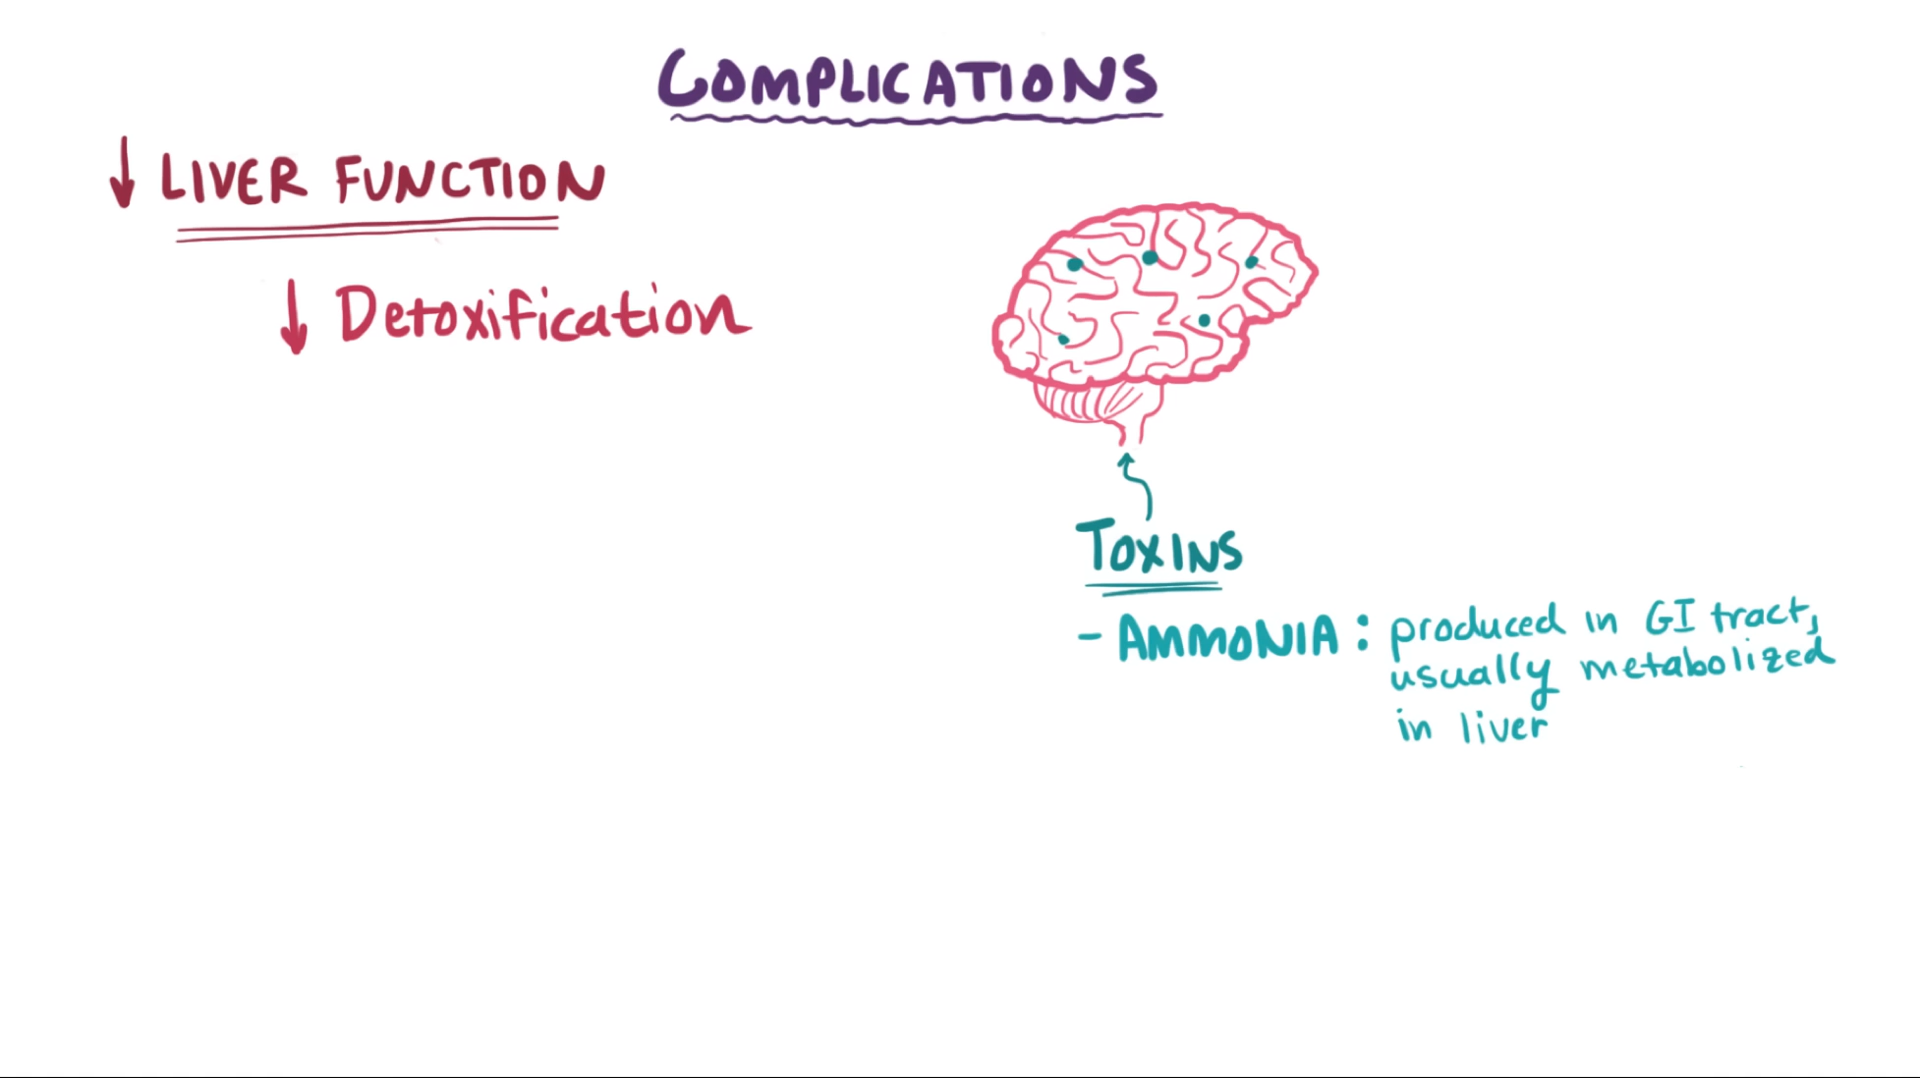 COMPLICATIONS
↓ LIVER FUNCTION
↓ Detoxification
TOXINS
- AMMONIA: produced in GI tract,
usually metabolized
in liver